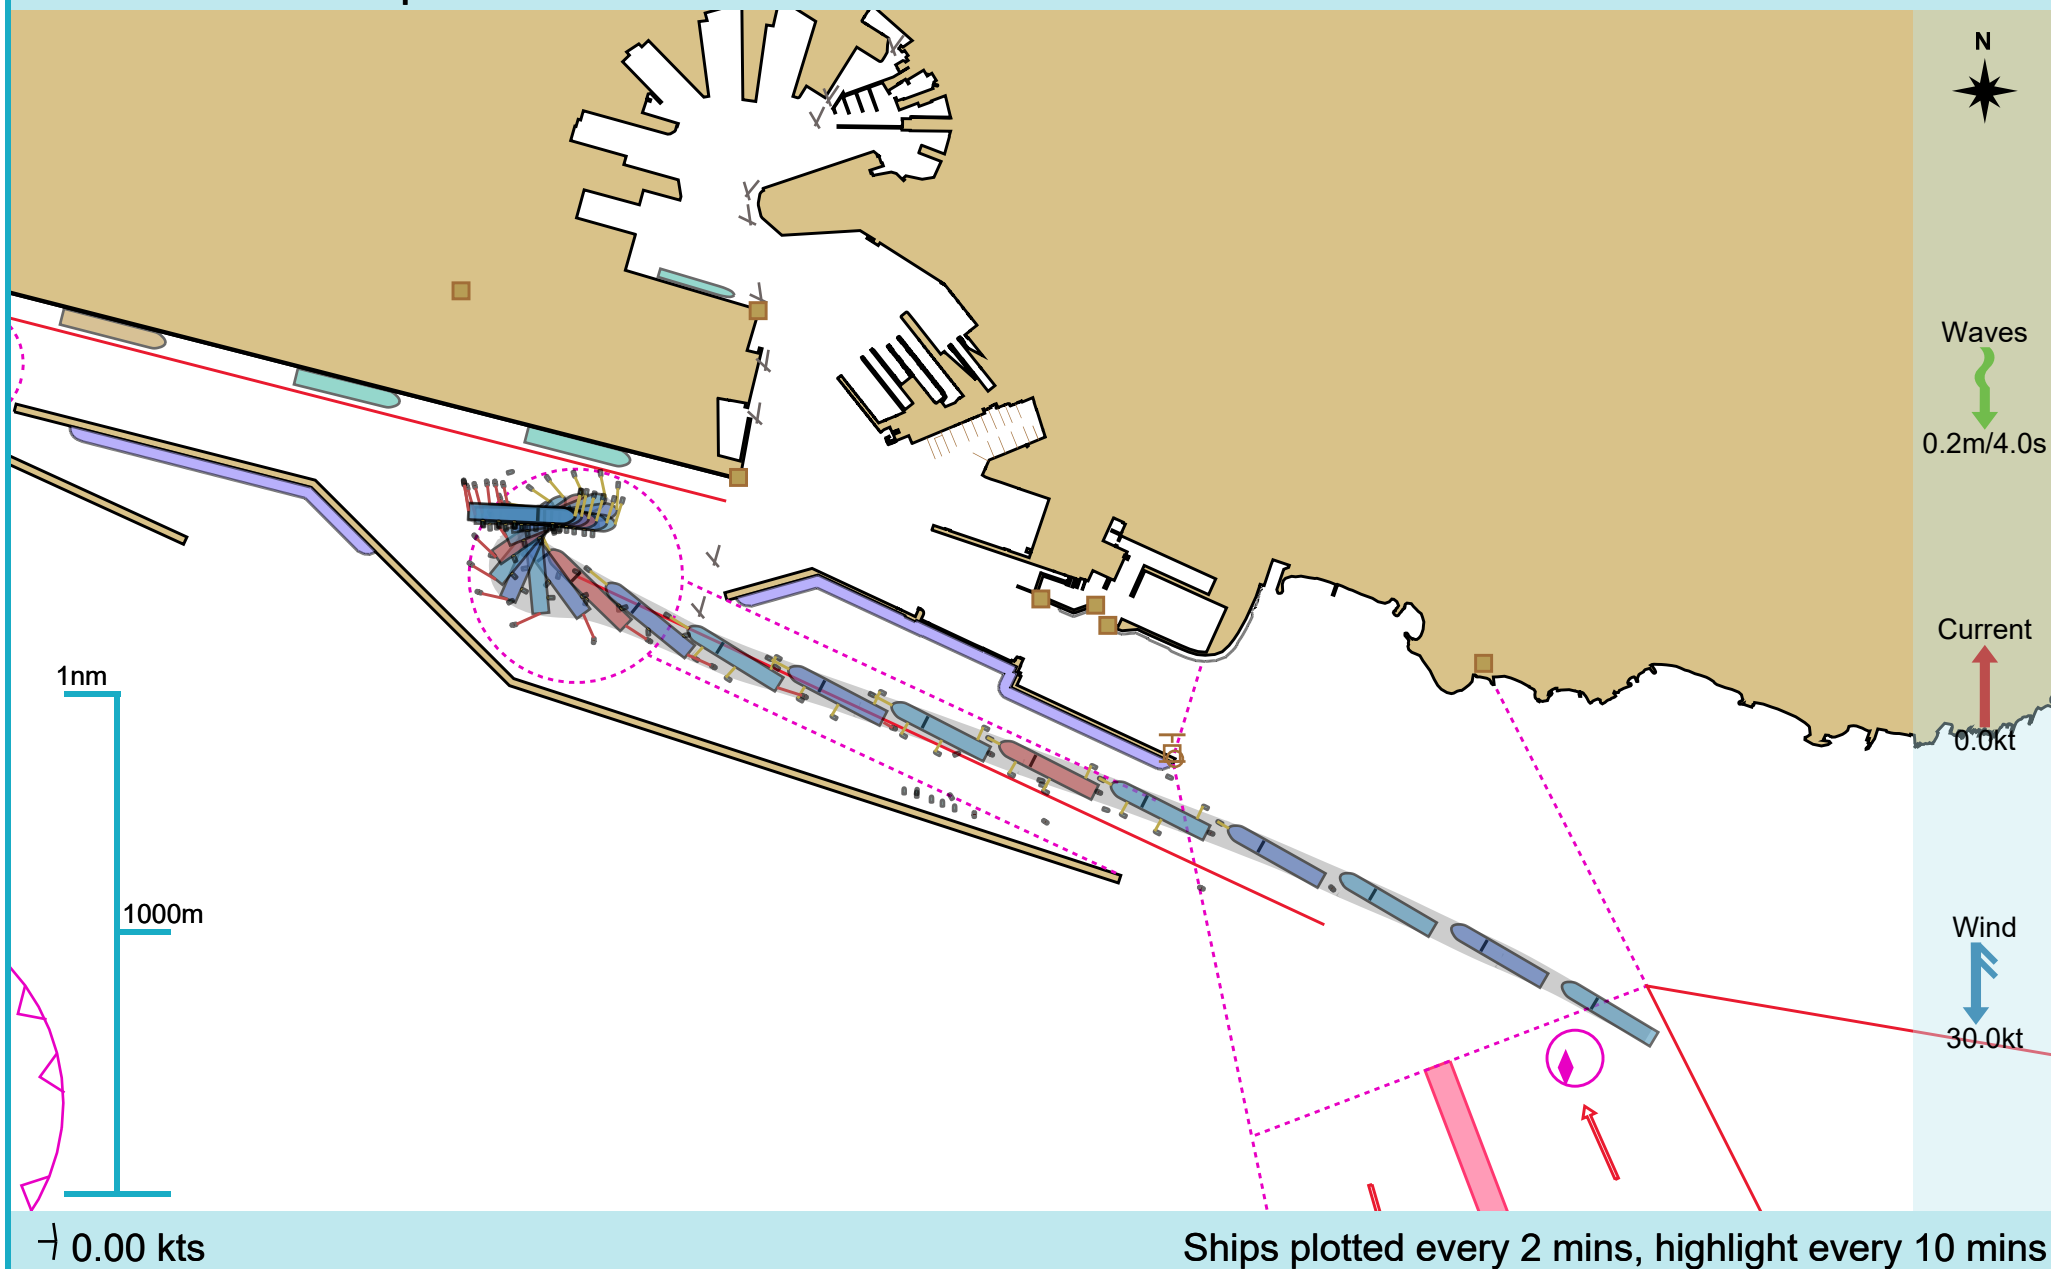 N
Waves
0.2m/4.0s
Current
0.0kt
1nm
1000m
Wind
30.0kt
0.00 kts
Ships plotted every 2 mins, highlight every 10 mins